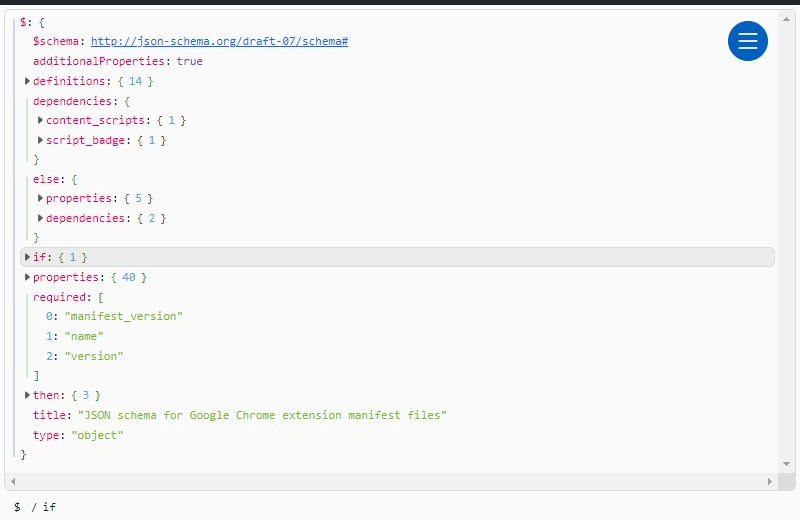 $: {
$schema: http://json-schema.org/draft-07/schema#
additionalProperties: true
definitions: { 14 }
dependencies: {
content_scripts: { 1 }
script_badge: { 1 }
}
else: {
properties: { 5 }
dependencies: { 2 }
}
if: { 1 }
properties: { 40 }
required: [
0: "manifest_version"
1: "name"
2: "version"
]
then: { 3 }
title: "JSON schema for Google Chrome extension manifest files"
type: "object"
}
$ / if